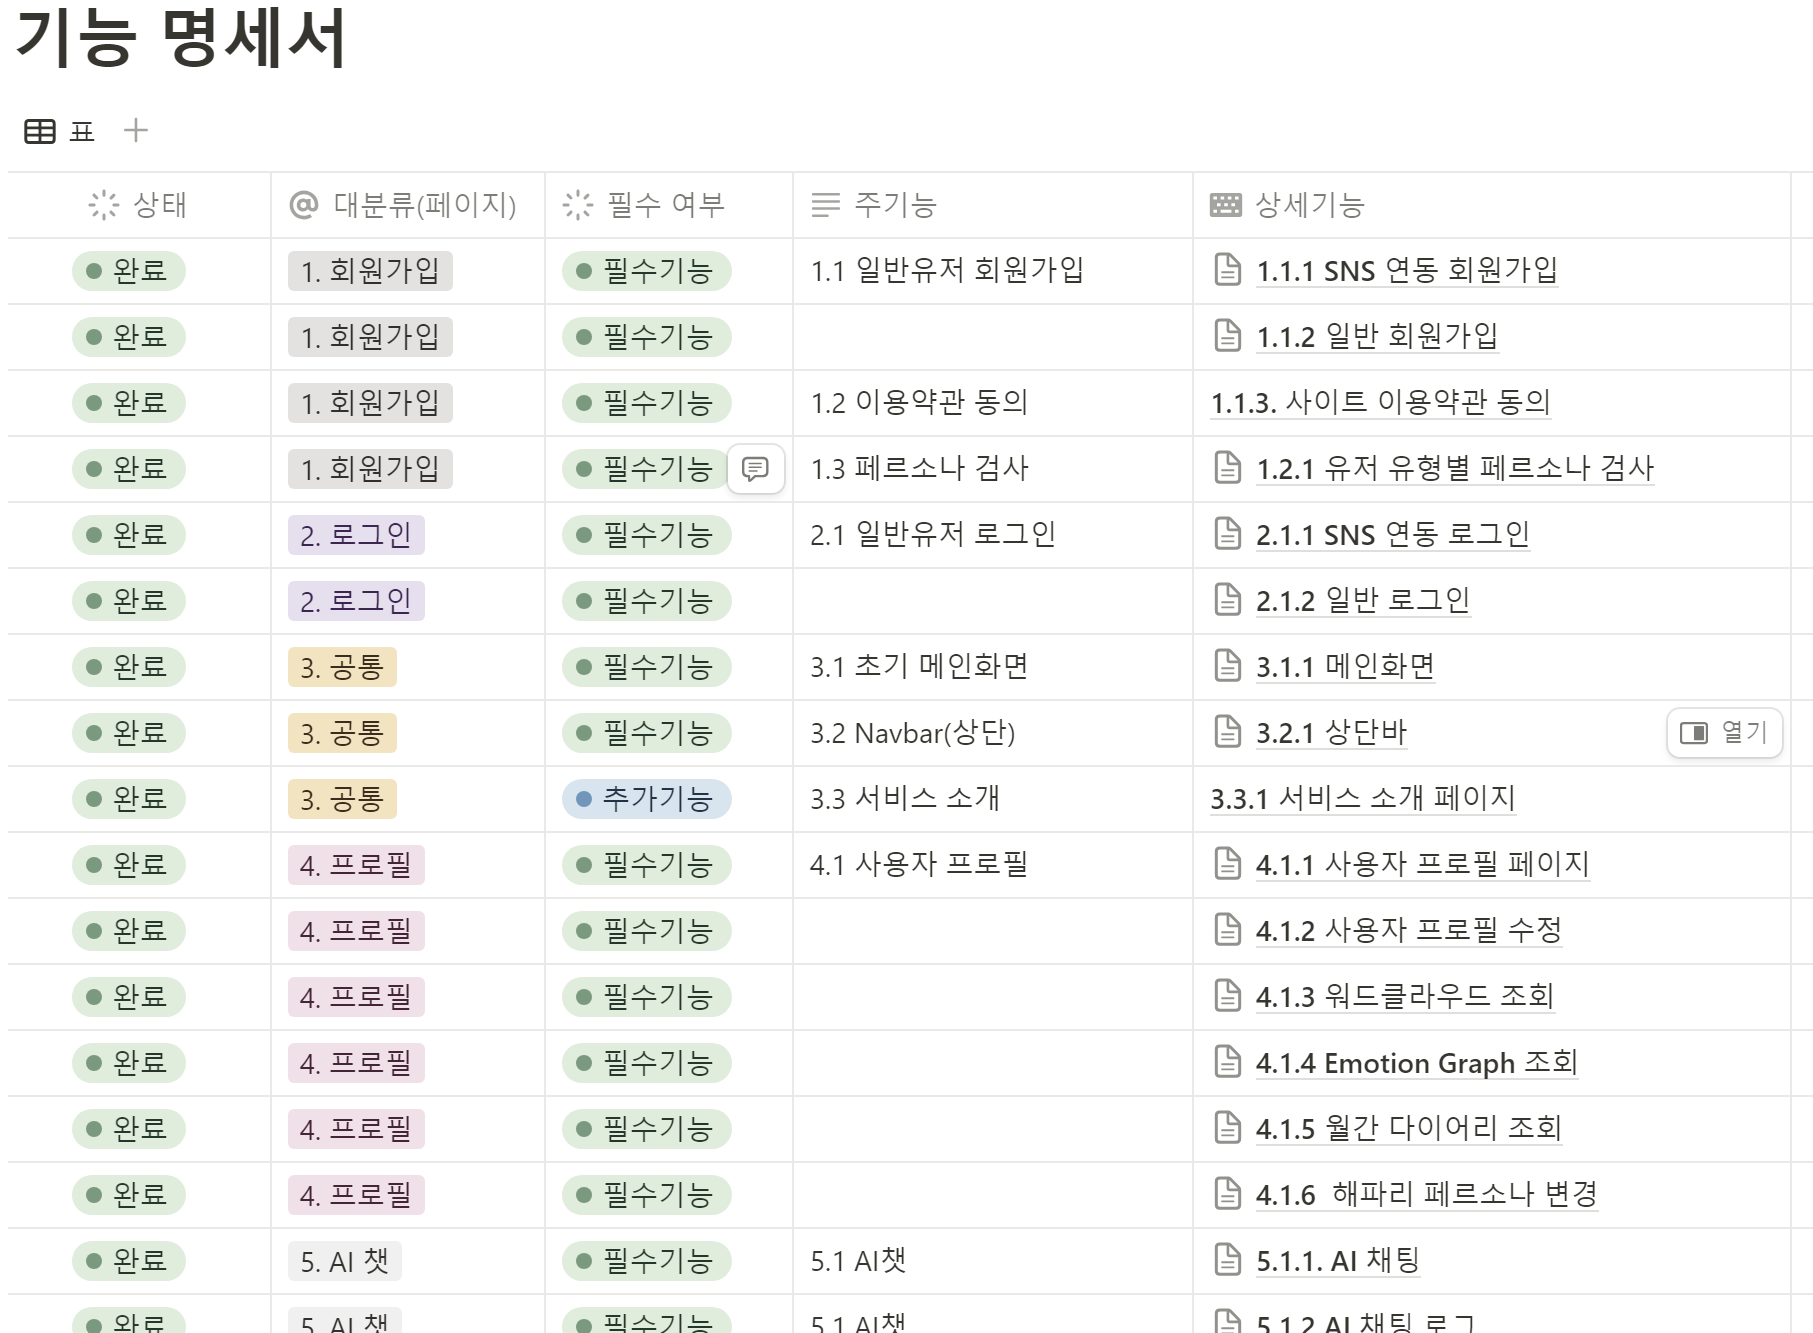 기능 명세서
표
상태 대분류(페이지) 필수 여부 주기능 상세기능
완료 1. 회원가입 필수기능 1.1 일반유저 회원가입 1.1.1 SNS 연동 회원가입
완료 1. 회원가입 필수기능 1.1.2 일반 회원가입
완료 1. 회원가입 필수기능 1.2 이용약관 동의 1.1.3. 사이트 이용약관 동의
완료 1. 회원가입 필수기능 1.3 페르소나 검사 1.2.1 유저 유형별 페르소나 검사
완료 2. 로그인 필수기능 2.1 일반유저 로그인 2.1.1 SNS 연동 로그인
완료 2. 로그인 필수기능 2.1.2 일반 로그인
완료 3. 공통 필수기능 3.1 초기 메인화면 3.1.1 메인화면
완료 3. 공통 필수기능 3.2 Navbar(상단) 3.2.1 상단바 열기
완료 3. 공통 추가기능 3.3 서비스 소개 3.3.1 서비스 소개 페이지
완료 4. 프로필 필수기능 4.1 사용자 프로필 4.1.1 사용자 프로필 페이지
완료 4. 프로필 필수기능 4.1.2 사용자 프로필 수정
완료 4. 프로필 필수기능 4.1.3 워드클라우드 조회
완료 4. 프로필 필수기능 4.1.4 Emotion Graph 조회
완료 4. 프로필 필수기능 4.1.5 월간 다이어리 조회
완료 4. 프로필 필수기능 4.1.6 해파리 페르소나 변경
완료 5. AI 챗 필수기능 5.1 AI챗 5.1.1. AI 채팅
완료 5. AI 챗 필수기능 5.1 AI챗 5.1.2 AI 채팅 로그